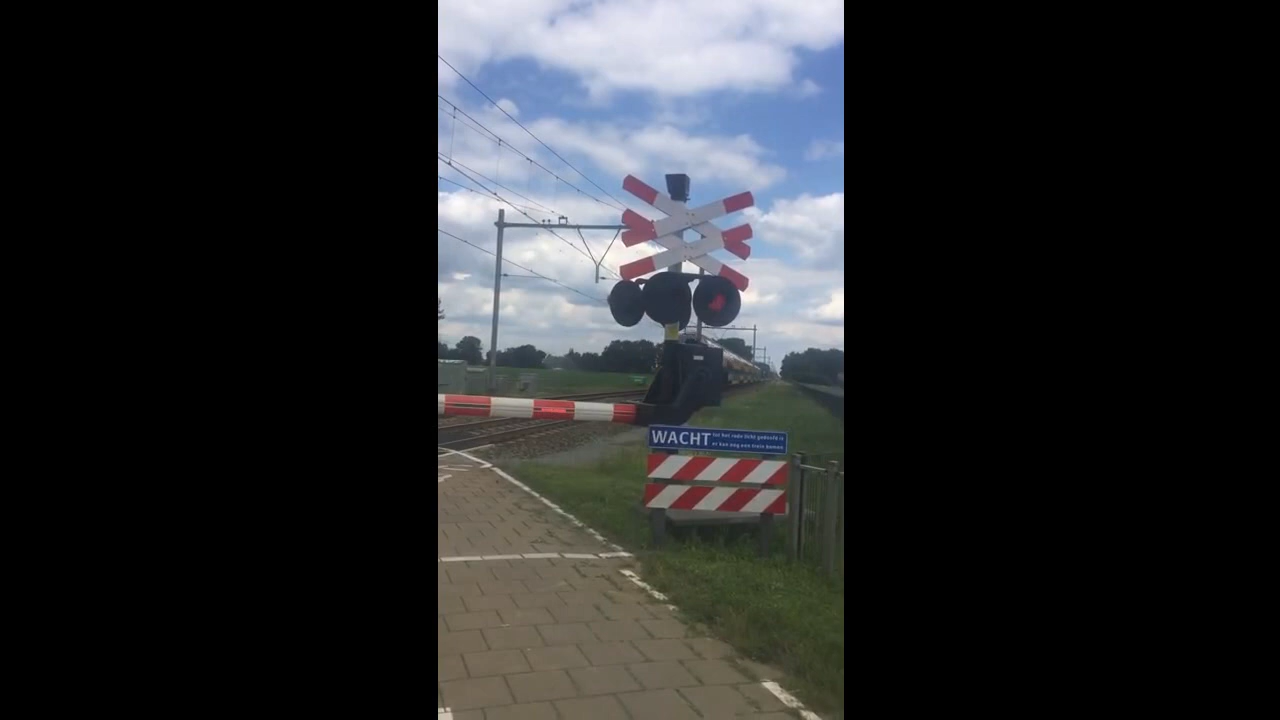 WACHT tot het rode licht gedoofd is
er kan nog een trein komen